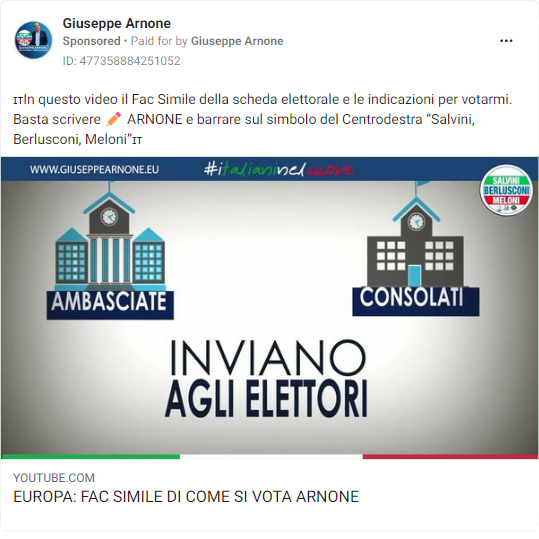 Giuseppe Arnone
Sponsored • Paid for by Giuseppe Arnone
ID: 477358884251052
ɪᴛIn questo video il Fac Simile della scheda elettorale e le indicazioni per votarmi.
Basta scrivere ✏️ ARNONE e barrare sul simbolo del Centrodestra “Salvini,
Berlusconi, Meloni”ɪᴛ
WWW.GIUSEPPEARNONE.EU
#italianinelcuore
SALVINI
BERLUSCONI
MELONI
AMBASCIATE
CONSOLATI
INVIANO
AGLI ELETTORI
YOUTUBE.COM
EUROPA: FAC SIMILE DI COME SI VOTA ARNONE